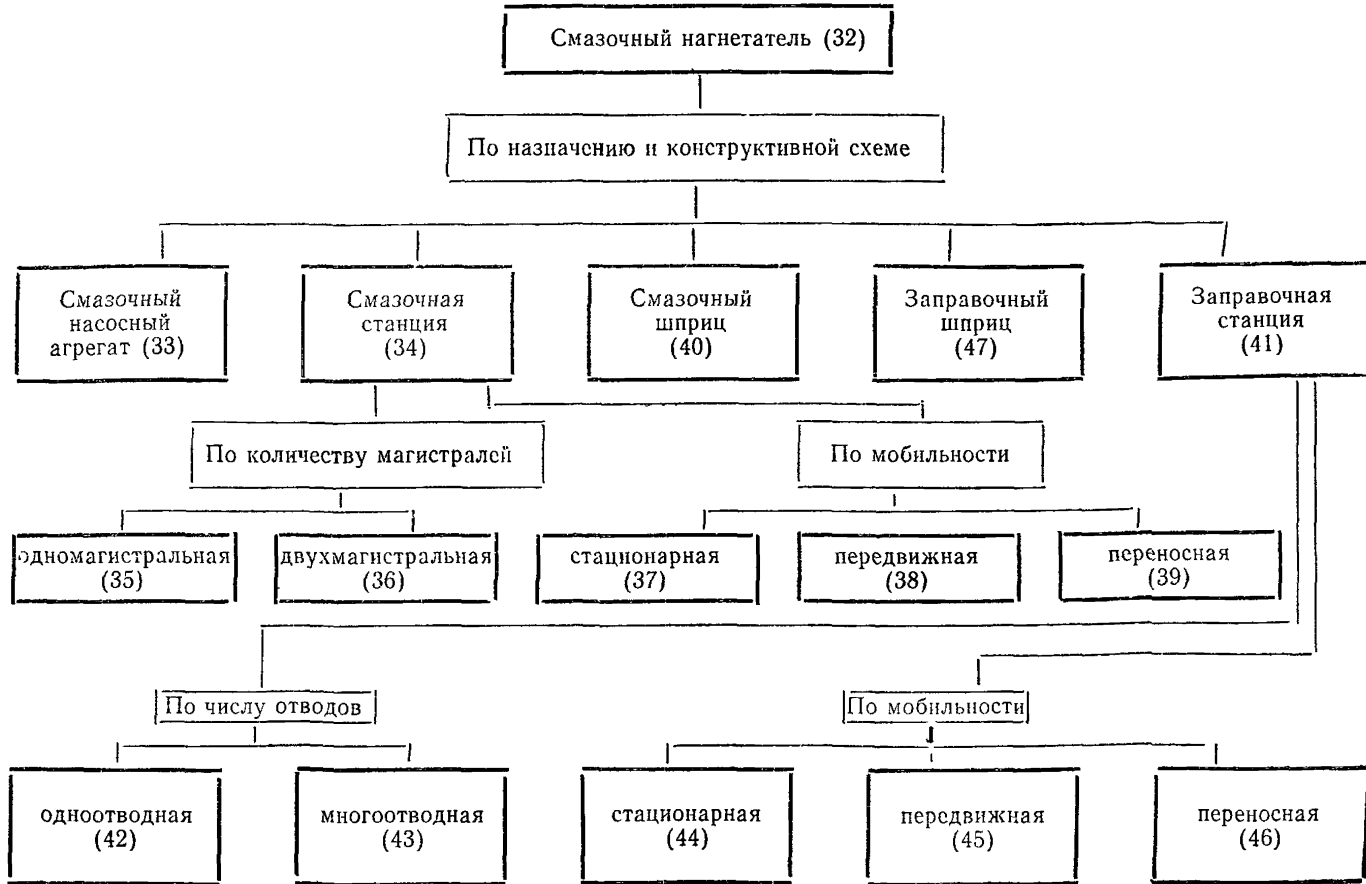 Смазочный нагнетатель (32)
По назначению и конструктивной схеме
Смазочный
насосный
агрегат (33)
Смазочная
станция
(34)
Смазочный
шприц
(40)
Заправочный
шприц
(47)
Заправочная
станция
(41)
По количеству магистралей
По мобильности
одномагистральная
(35)
двухмагистральная
(36)
стационарная
(37)
передвижная
(38)
переносная
(39)
По числу отводов
По мобильности
одноотводная
(42)
многоотводная
(43)
стационарная
(44)
передвижная
(45)
переносная
(46)